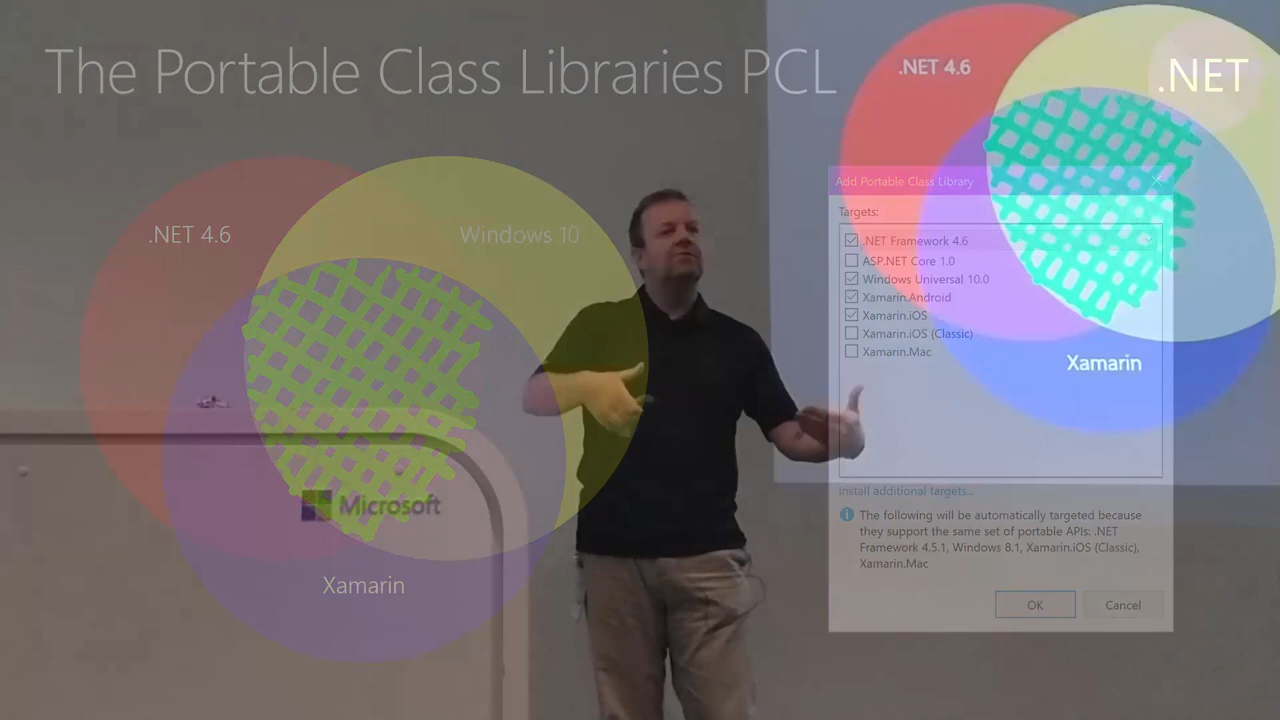 The Portable Class Libraries PCL
.NET
.NET 4.6
.NET 4.6
Windows 10
Xamarin
Xamarin
Microsoft
Add Portable Class Library
Targets:
.NET Framework 4.6
ASP.NET Core 1.0
Windows Universal 10.0
Xamarin.Android
Xamarin.iOS
Xamarin.iOS (Classic)
Xamarin.Mac
Install additional targets...
The following will be automatically targeted because
they support the same set of portable APIs: .NET
Framework 4.5.1, Windows 8.1, Xamarin.iOS (Classic),
Xamarin.Mac
OK
Cancel